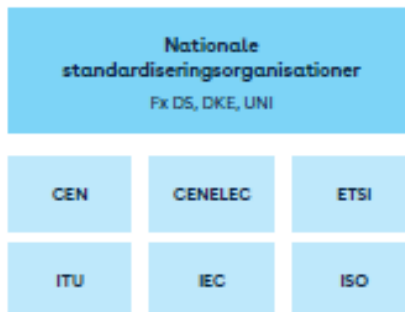 Nationale
standardiseringsorganisationer
Fx DS, DKE, UNI
CEN
CENELEC
ETSI
ITU
IEC
ISO